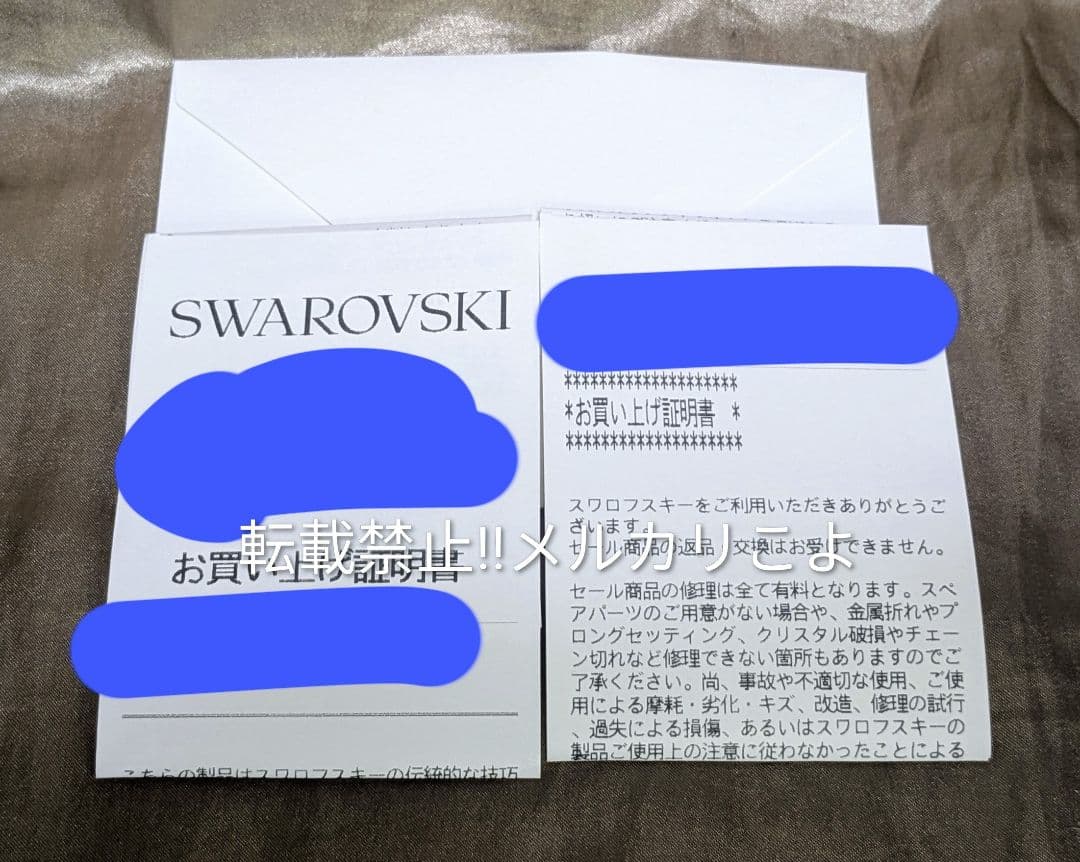 SWAROVSKI
お買い上げ証明書
こちらの製品はスワロフスキーの伝統的な技巧
********************
*お買い上げ証明書 *
********************
スワロフスキーをご利用いただきありがとうご
ざいます。
セール商品の返品・交換はお受けできません。
セール商品の修理は全て有料となります。スペ
アパーツのご用意がない場合や、金属折れやプ
ロングセッティング、クリスタル破損やチェー
ン切れなど修理できない箇所もありますのでご
了承ください。尚、事故や不適切な使用、ご使
用による摩耗・劣化・キズ、改造、修理の試行
、過失による損傷、あるいはスワロフスキーの
製品ご使用上の注意に従わなかったことによる
転載禁止!!メルカリこよ